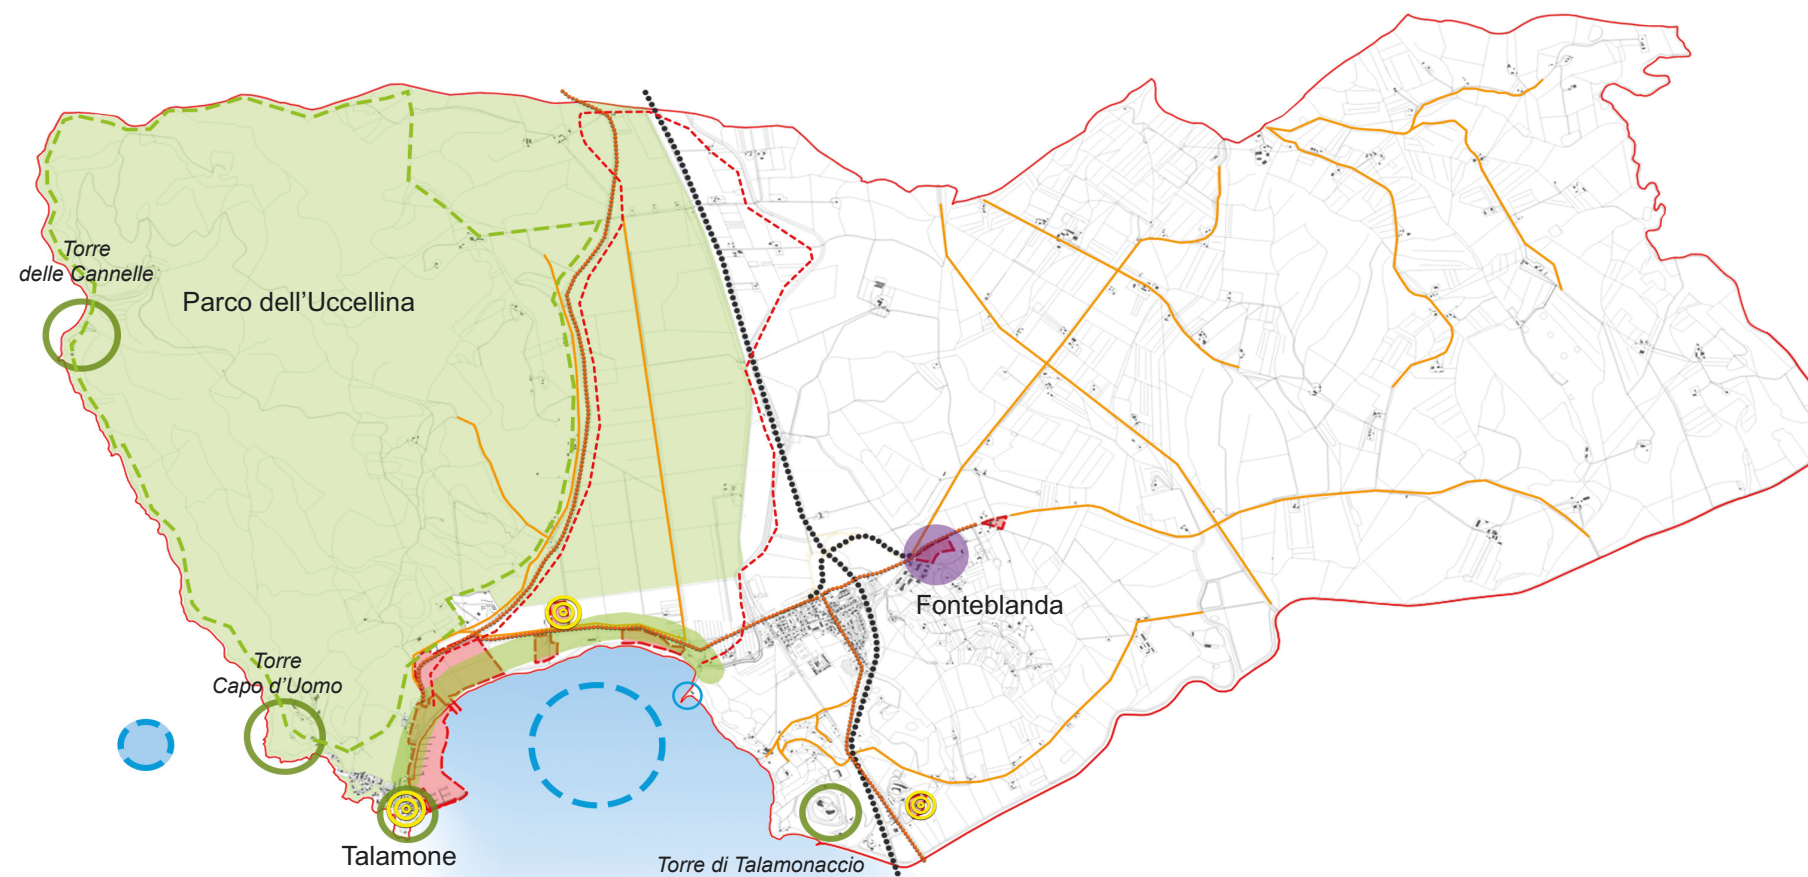 Torre
delle Cannelle
Parco dell'Uccellina
Fonteblanda
Torre
Capo d'Uomo
Talamone
Torre di Talamonaccio